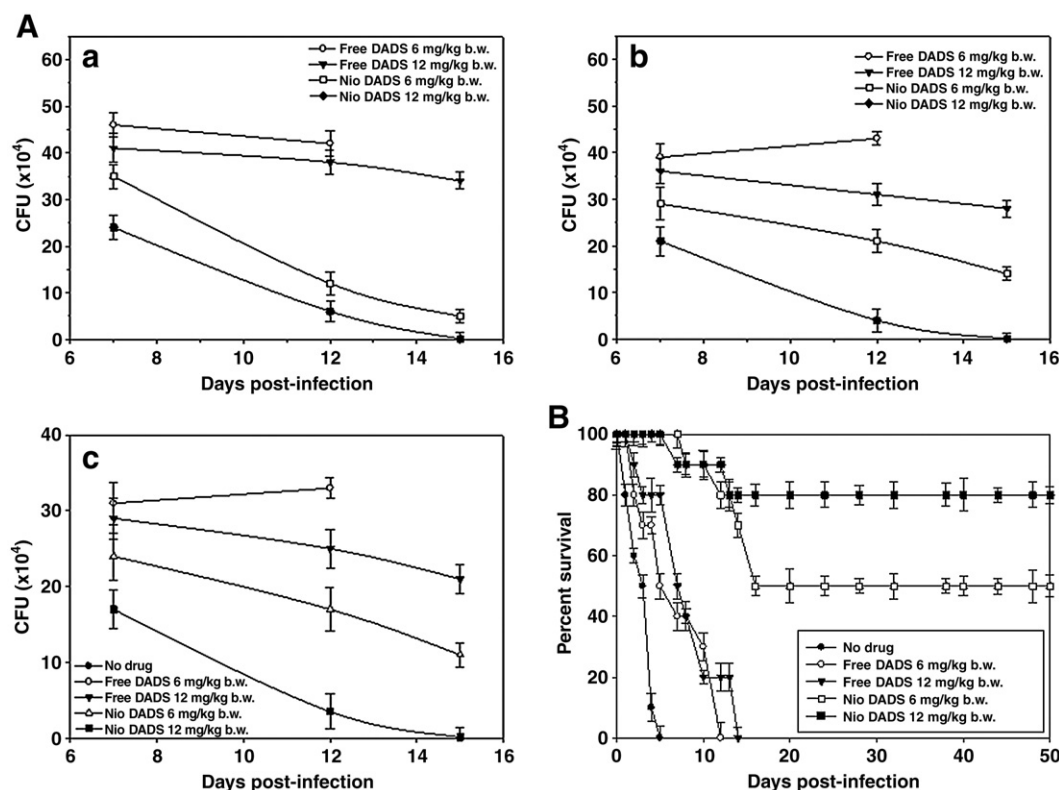 A
a
Free DADS 6 mg/kg b.w.
Free DADS 12 mg/kg b.w.
Nio DADS 6 mg/kg b.w.
Nio DADS 12 mg/kg b.w.
60
50
40
30
20
10
0
CFU (x10⁴)
6 8 10 12 14 16
Days post-infection
b
Free DADS 6 mg/kg b.w.
Free DADS 12 mg/kg b.w.
Nio DADS 6 mg/kg b.w.
Nio DADS 12 mg/kg b.w.
60
50
40
30
20
10
0
CFU (x10⁴)
6 8 10 12 14 16
Days post-infection
c
40
30
20
10
0
CFU (x10⁴)
No drug
Free DADS 6 mg/kg b.w.
Free DADS 12 mg/kg b.w.
Nio DADS 6 mg/kg b.w.
Nio DADS 12 mg/kg b.w.
6 8 10 12 14 16
Days post-infection
B
100
80
60
40
20
0
Percent survival
No drug
Free DADS 6 mg/kg b.w.
Free DADS 12 mg/kg b.w.
Nio DADS 6 mg/kg b.w.
Nio DADS 12 mg/kg b.w.
0 10 20 30 40 50
Days post-infection